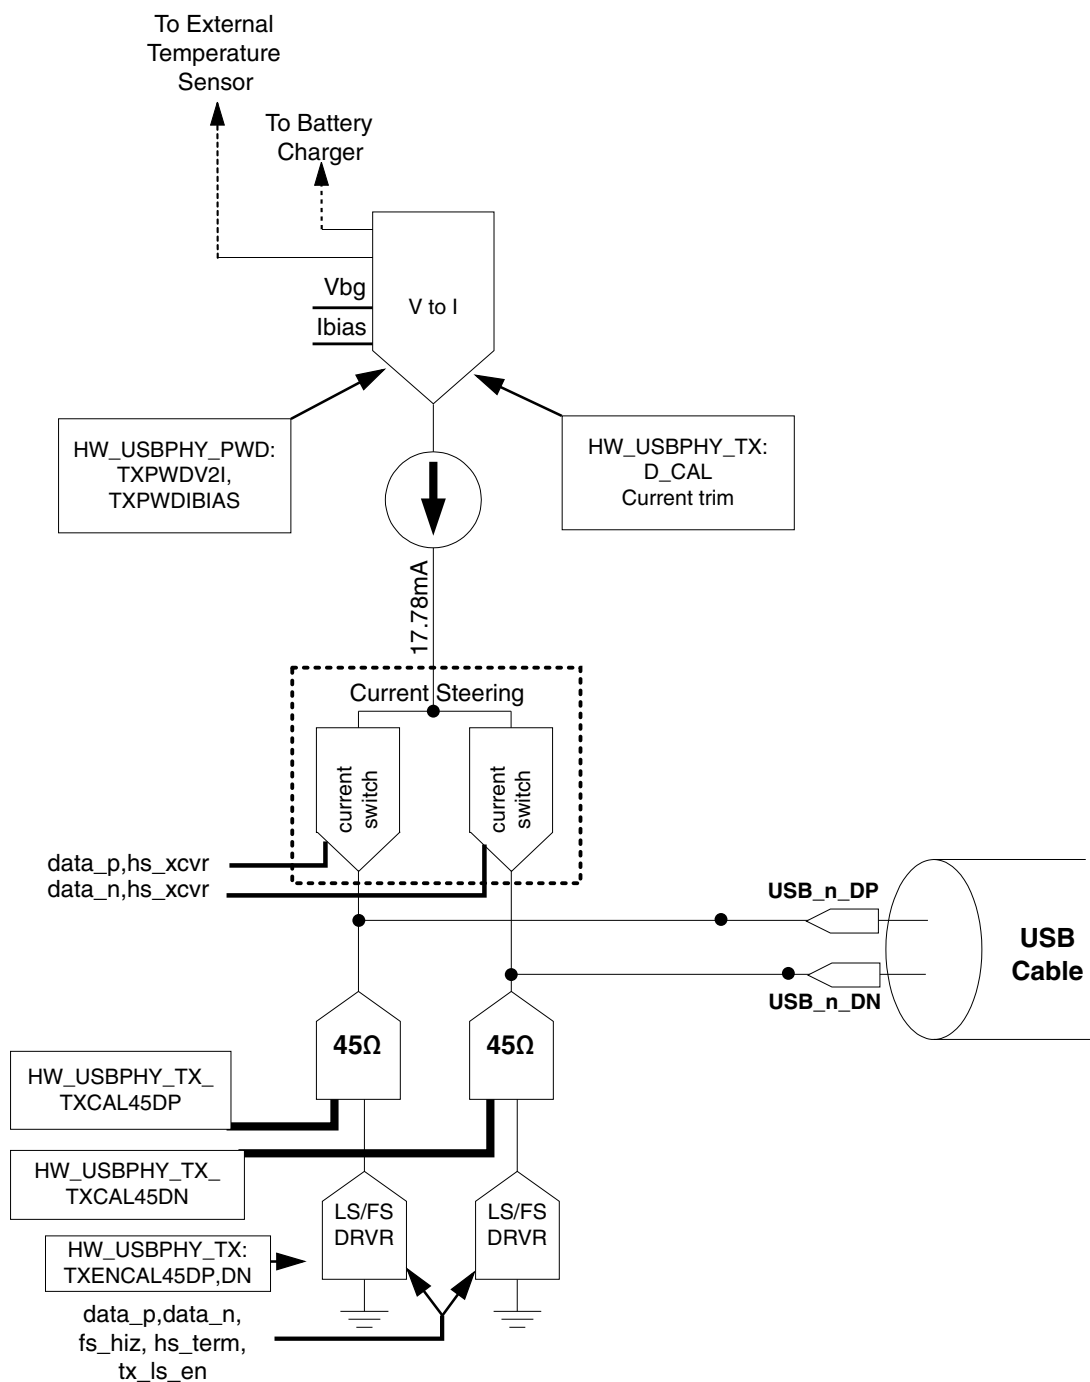 To External
Temperature
Sensor
To Battery
Charger
Vbg
Ibias
V to I
HW_USBPHY_PWD:
TXPWDV2I,
TXPWDIBIAS
HW_USBPHY_TX:
D_CAL
Current trim
17.78mA
Current Steering
current
switch
current
switch
data_p,hs_xcvr
data_n,hs_xcvr
USB_n_DP
USB_n_DN
USB
Cable
45Ω
45Ω
HW_USBPHY_TX_
TXCAL45DP
HW_USBPHY_TX_
TXCAL45DN
LS/FS
DRVR
LS/FS
DRVR
HW_USBPHY_TX:
TXENCAL45DP,DN
data_p,data_n,
fs_hiz, hs_term,
tx_ls_en